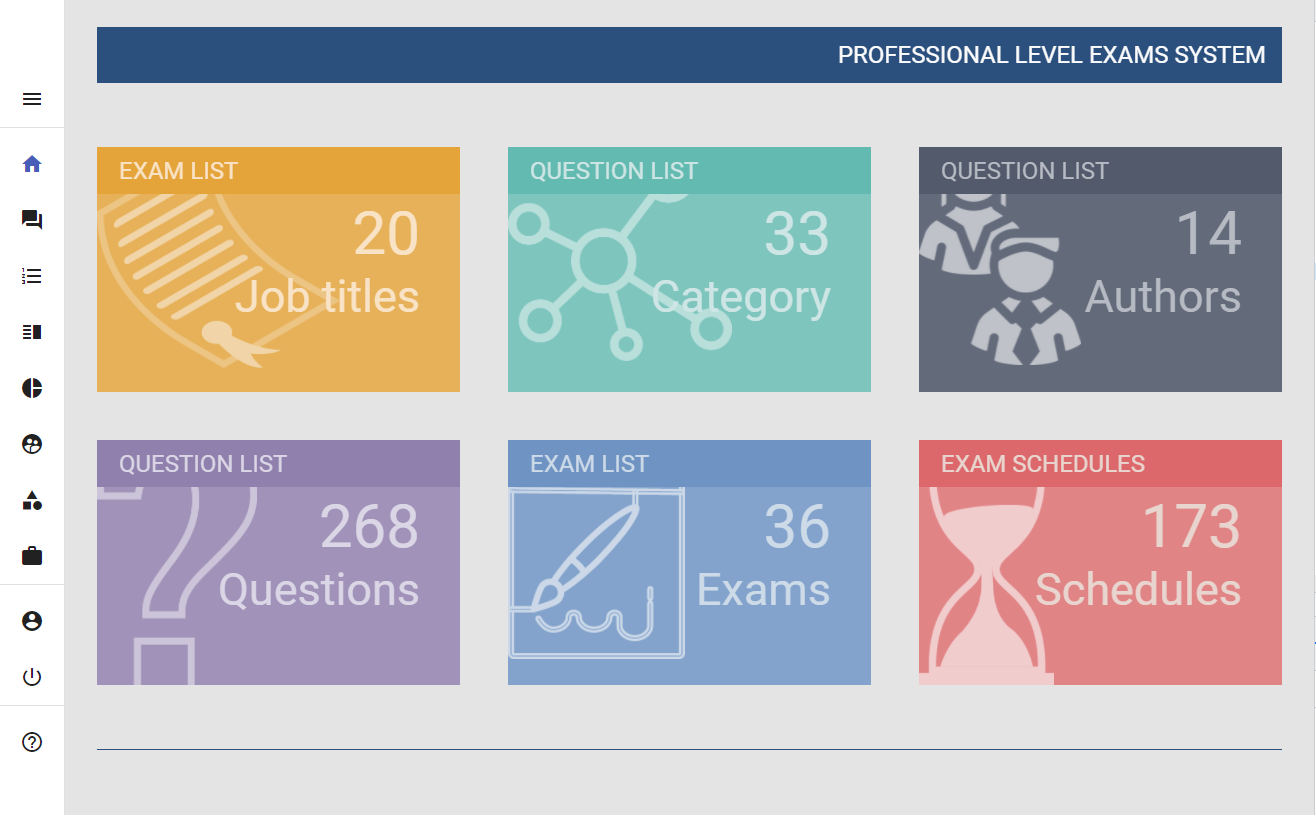 PROFESSIONAL LEVEL EXAMS SYSTEM
EXAM LIST
20
Job titles
QUESTION LIST
33
Category
QUESTION LIST
14
Authors
QUESTION LIST
268
Questions
EXAM LIST
36
Exams
EXAM SCHEDULES
173
Schedules